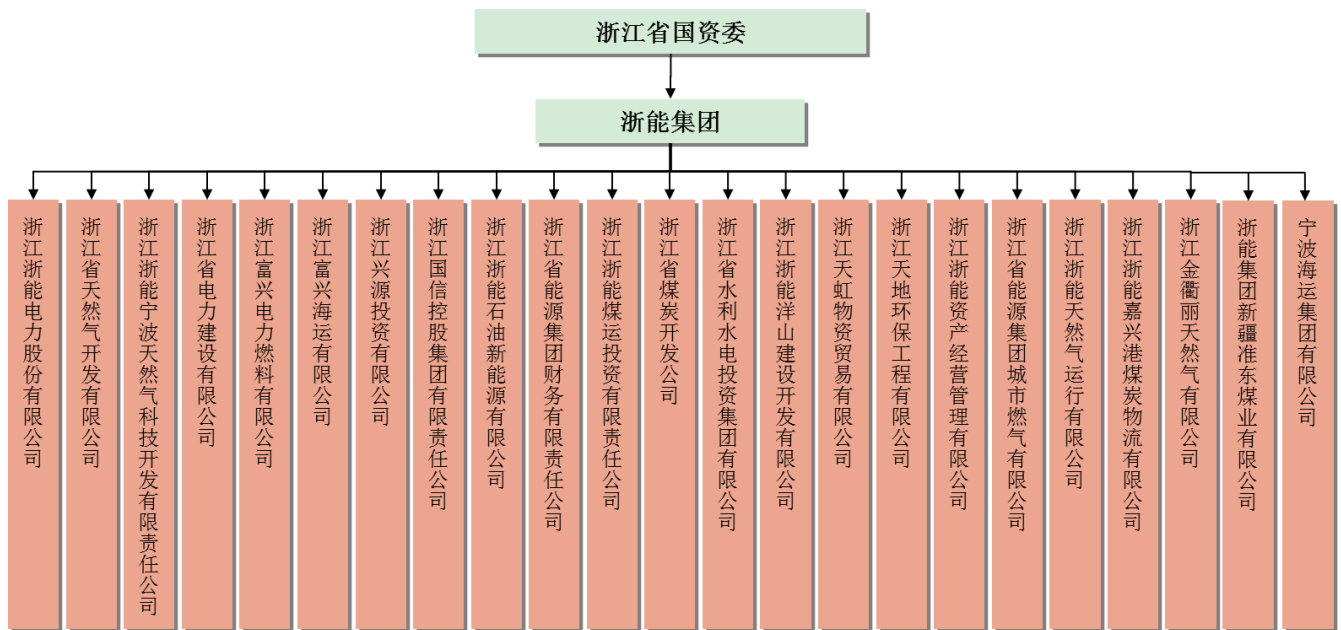 浙江省国资委
浙能集团
浙江浙能电力股份有限公司
浙江省天然气开发有限公司
浙江浙能宁波天然气科技开发有限责任公司
浙江省电力建设有限公司
浙江富兴电力燃料有限公司
浙江富兴海运有限公司
浙江兴源投资有限公司
浙江国信控股集团有限责任公司
浙江浙能石油新能源有限公司
浙江省能源集团财务有限责任公司
浙江浙能煤运投资有限责任公司
浙江省煤炭开发公司
浙江省水利水电投资集团有限公司
浙江浙能洋山建设开发有限公司
浙江天虹物资贸易有限公司
浙江天地环保工程有限公司
浙江浙能资产经营管理有限公司
浙江省能源集团城市燃气有限公司
浙江浙能天然气运行有限公司
浙江浙能嘉兴港煤炭物流有限公司
浙江金衢丽天然气有限公司
浙能集团新疆准东煤业有限公司
宁波海运集团有限公司